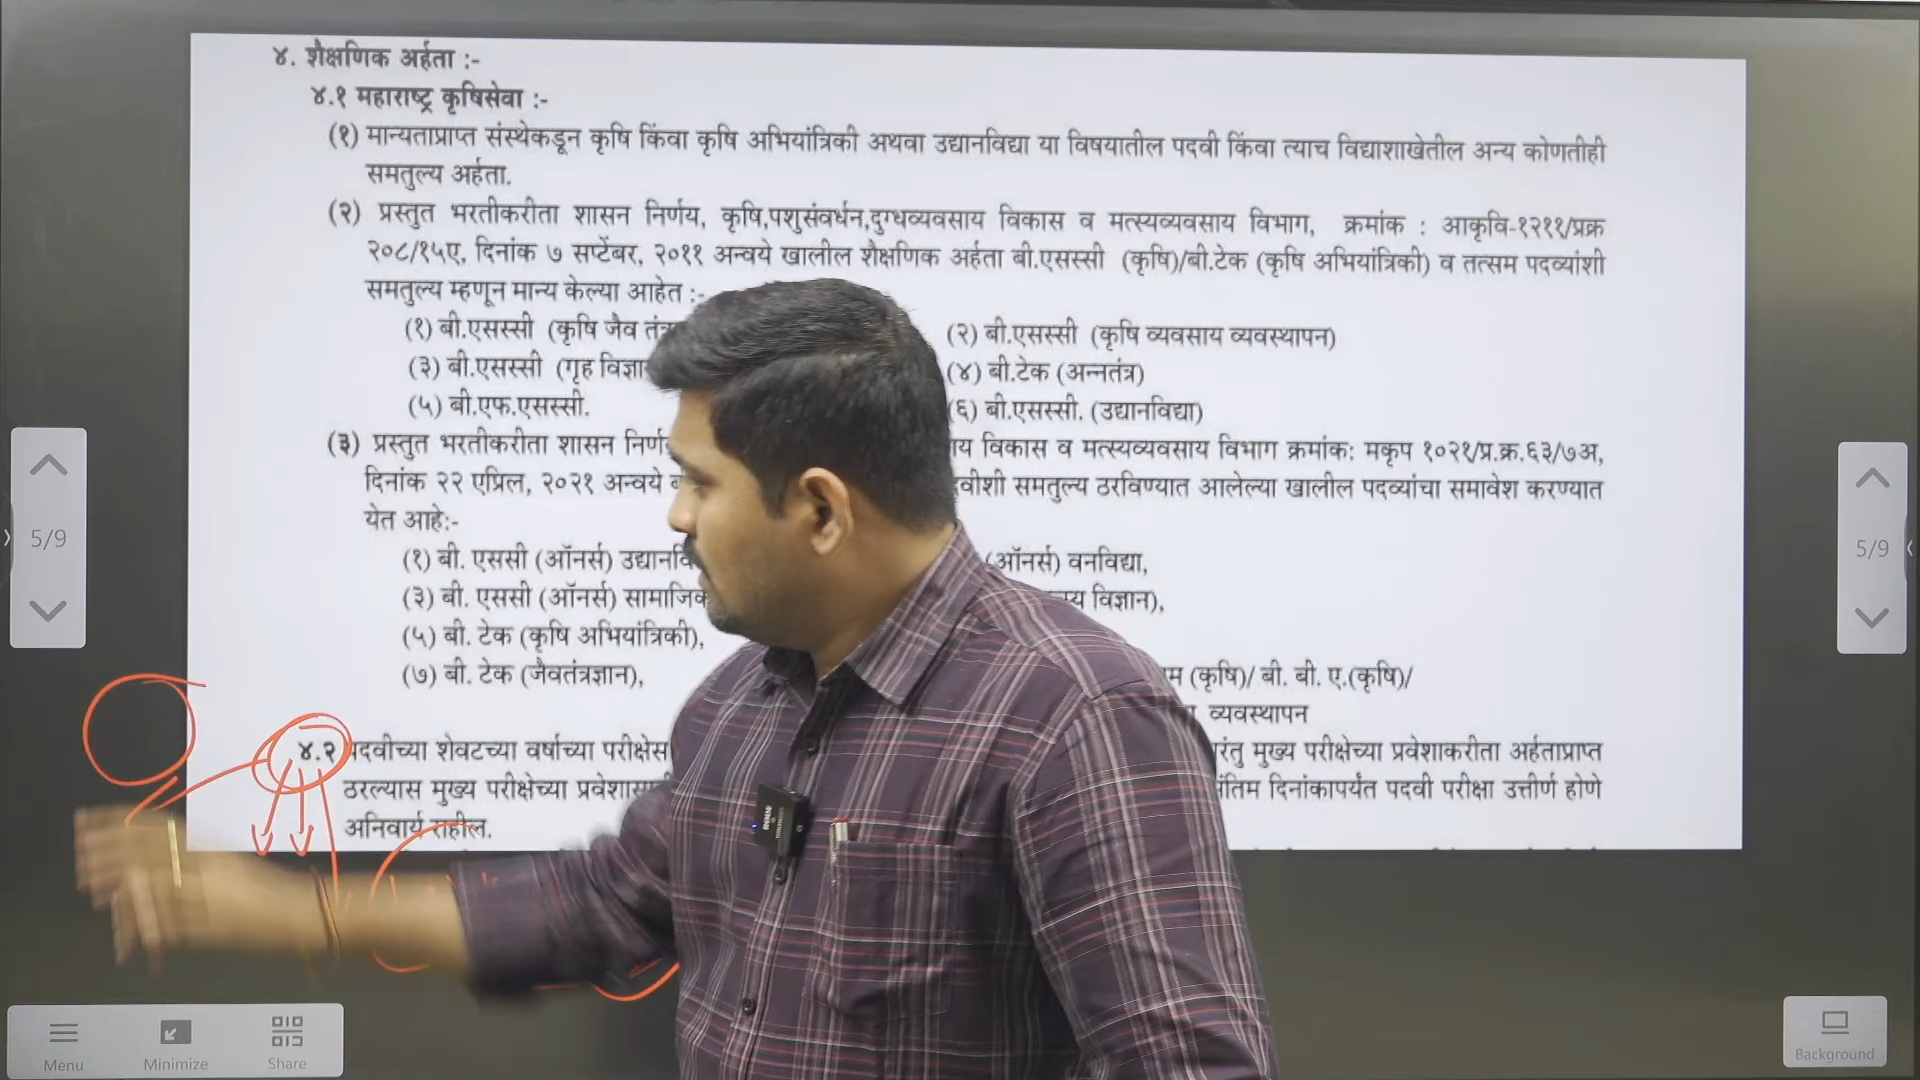 ४. शैक्षणिक अर्हता :-
४.१ महाराष्ट्र कृषिसेवा :-
(१) मान्यताप्राप्त संस्थेकडून कृषि किंवा कृषि अभियांत्रिकी अथवा उद्यानविद्या या विषयातील पदवी किंवा त्याच विद्याशाखेतील अन्य कोणतीही
समतुल्य अर्हता.
(२) प्रस्तुत भरतीकरीता शासन निर्णय, कृषि,पशुसंवर्धन,दुग्धव्यवसाय विकास व मत्स्यव्यवसाय विभाग, क्रमांक : आकृवि-१२११/प्रक्र
२०८/१५ए, दिनांक ७ सप्टेंबर, २०११ अन्वये खालील शैक्षणिक अर्हता बी.एसस्सी (कृषि)/बी.टेक (कृषि अभियांत्रिकी) व तत्सम पदव्यांशी
समतुल्य म्हणून मान्य केल्या आहेत :-
(१) बी.एसस्सी (कृषि जैव (२) बी.एसस्सी (कृषि व्यवसाय व्यवस्थापन)
(३) बी.एसस्सी (गृह (४) बी.टेक (अन्नतंत्र)
(५) बी.एफ.एसस्सी. (६) बी.एसस्सी. (उद्यानविद्या)
(३) प्रस्तुत भरतीकरीता शासन विकास व मत्स्यव्यवसाय विभाग क्रमांक: मकृप १०२१/प्र.क्र.६३/७अ,
दिनांक २२ एप्रिल, २०२१ अन्वये समतुल्य ठरविण्यात आलेल्या खालील पदव्यांचा समावेश करण्यात
येत आहे:-
(१) बी. एससी (ऑनर्स) (ऑनर्स) वनविद्या,
(३) बी. एससी (ऑनर्स) विज्ञान),
(५) बी. टेक (कृषि अभियांत्रिकी),
(७) बी. टेक (जैवतंत्रज्ञान), (कृषि)/ बी. बी. ए.(कृषि)/
व्यवस्थापन
४.२ पदवीच्या शेवटच्या वर्षाच्या मुख्य परीक्षेच्या प्रवेशाकरीता अर्हताप्राप्त
ठरल्यास मुख्य परीक्षेच्या दिनांकापर्यंत पदवी परीक्षा उत्तीर्ण होणे
अनिवार्य राहील.
5/9
5/9
Menu
Minimize
Share
Background